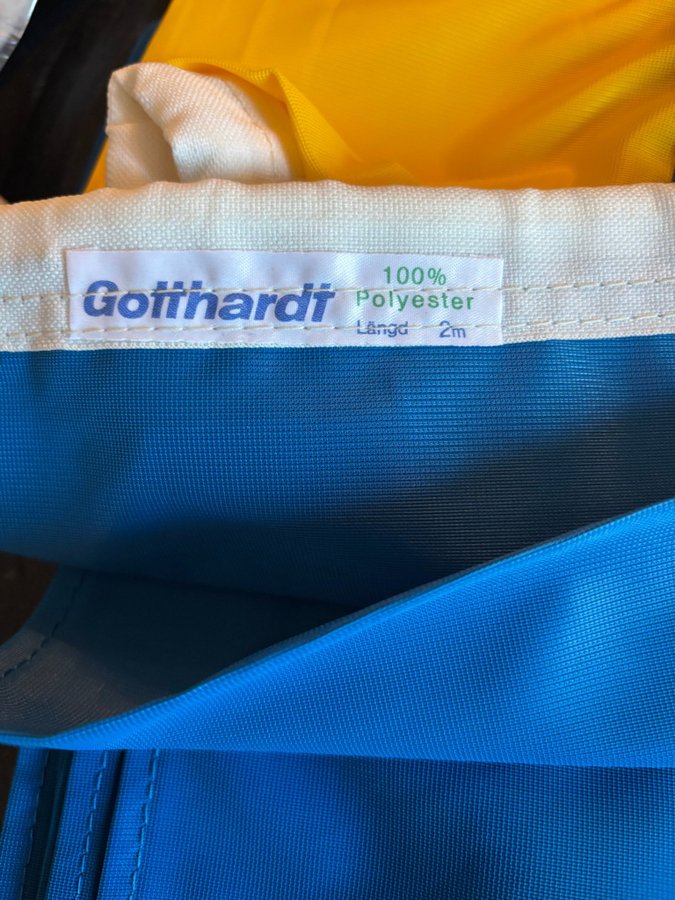 Gotthardt
100%
Polyester
Längd 2m